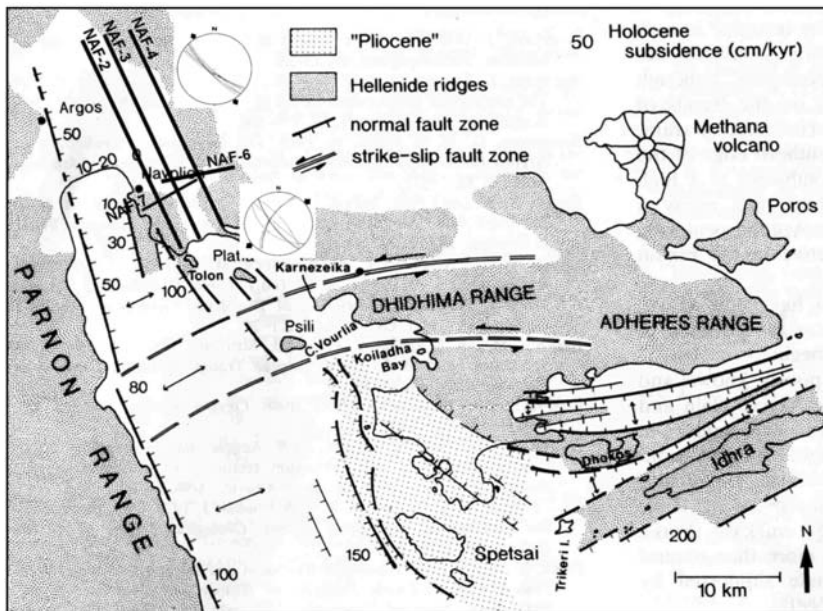 "Pliocene"
Hellenide ridges
normal fault zone
strike-slip fault zone
50 Holocene
subsidence (cm/kyr)
N
NAF-2
NAF-3
NAF-4
Argos
50
10-20
0
Navplion
NAF-6
10
NAF-7
30
50
100
Tolon
Platia
N
Karnezeika
Methana
volcano
Poros
DHIDHIMA RANGE
ADHERES RANGE
PARNON
RANGE
Psili
C.Vourlia
Koiladha
Bay
80
Dhokos
Idhra
Spetsai
150
Trikeri I.
200
100
10 km
N